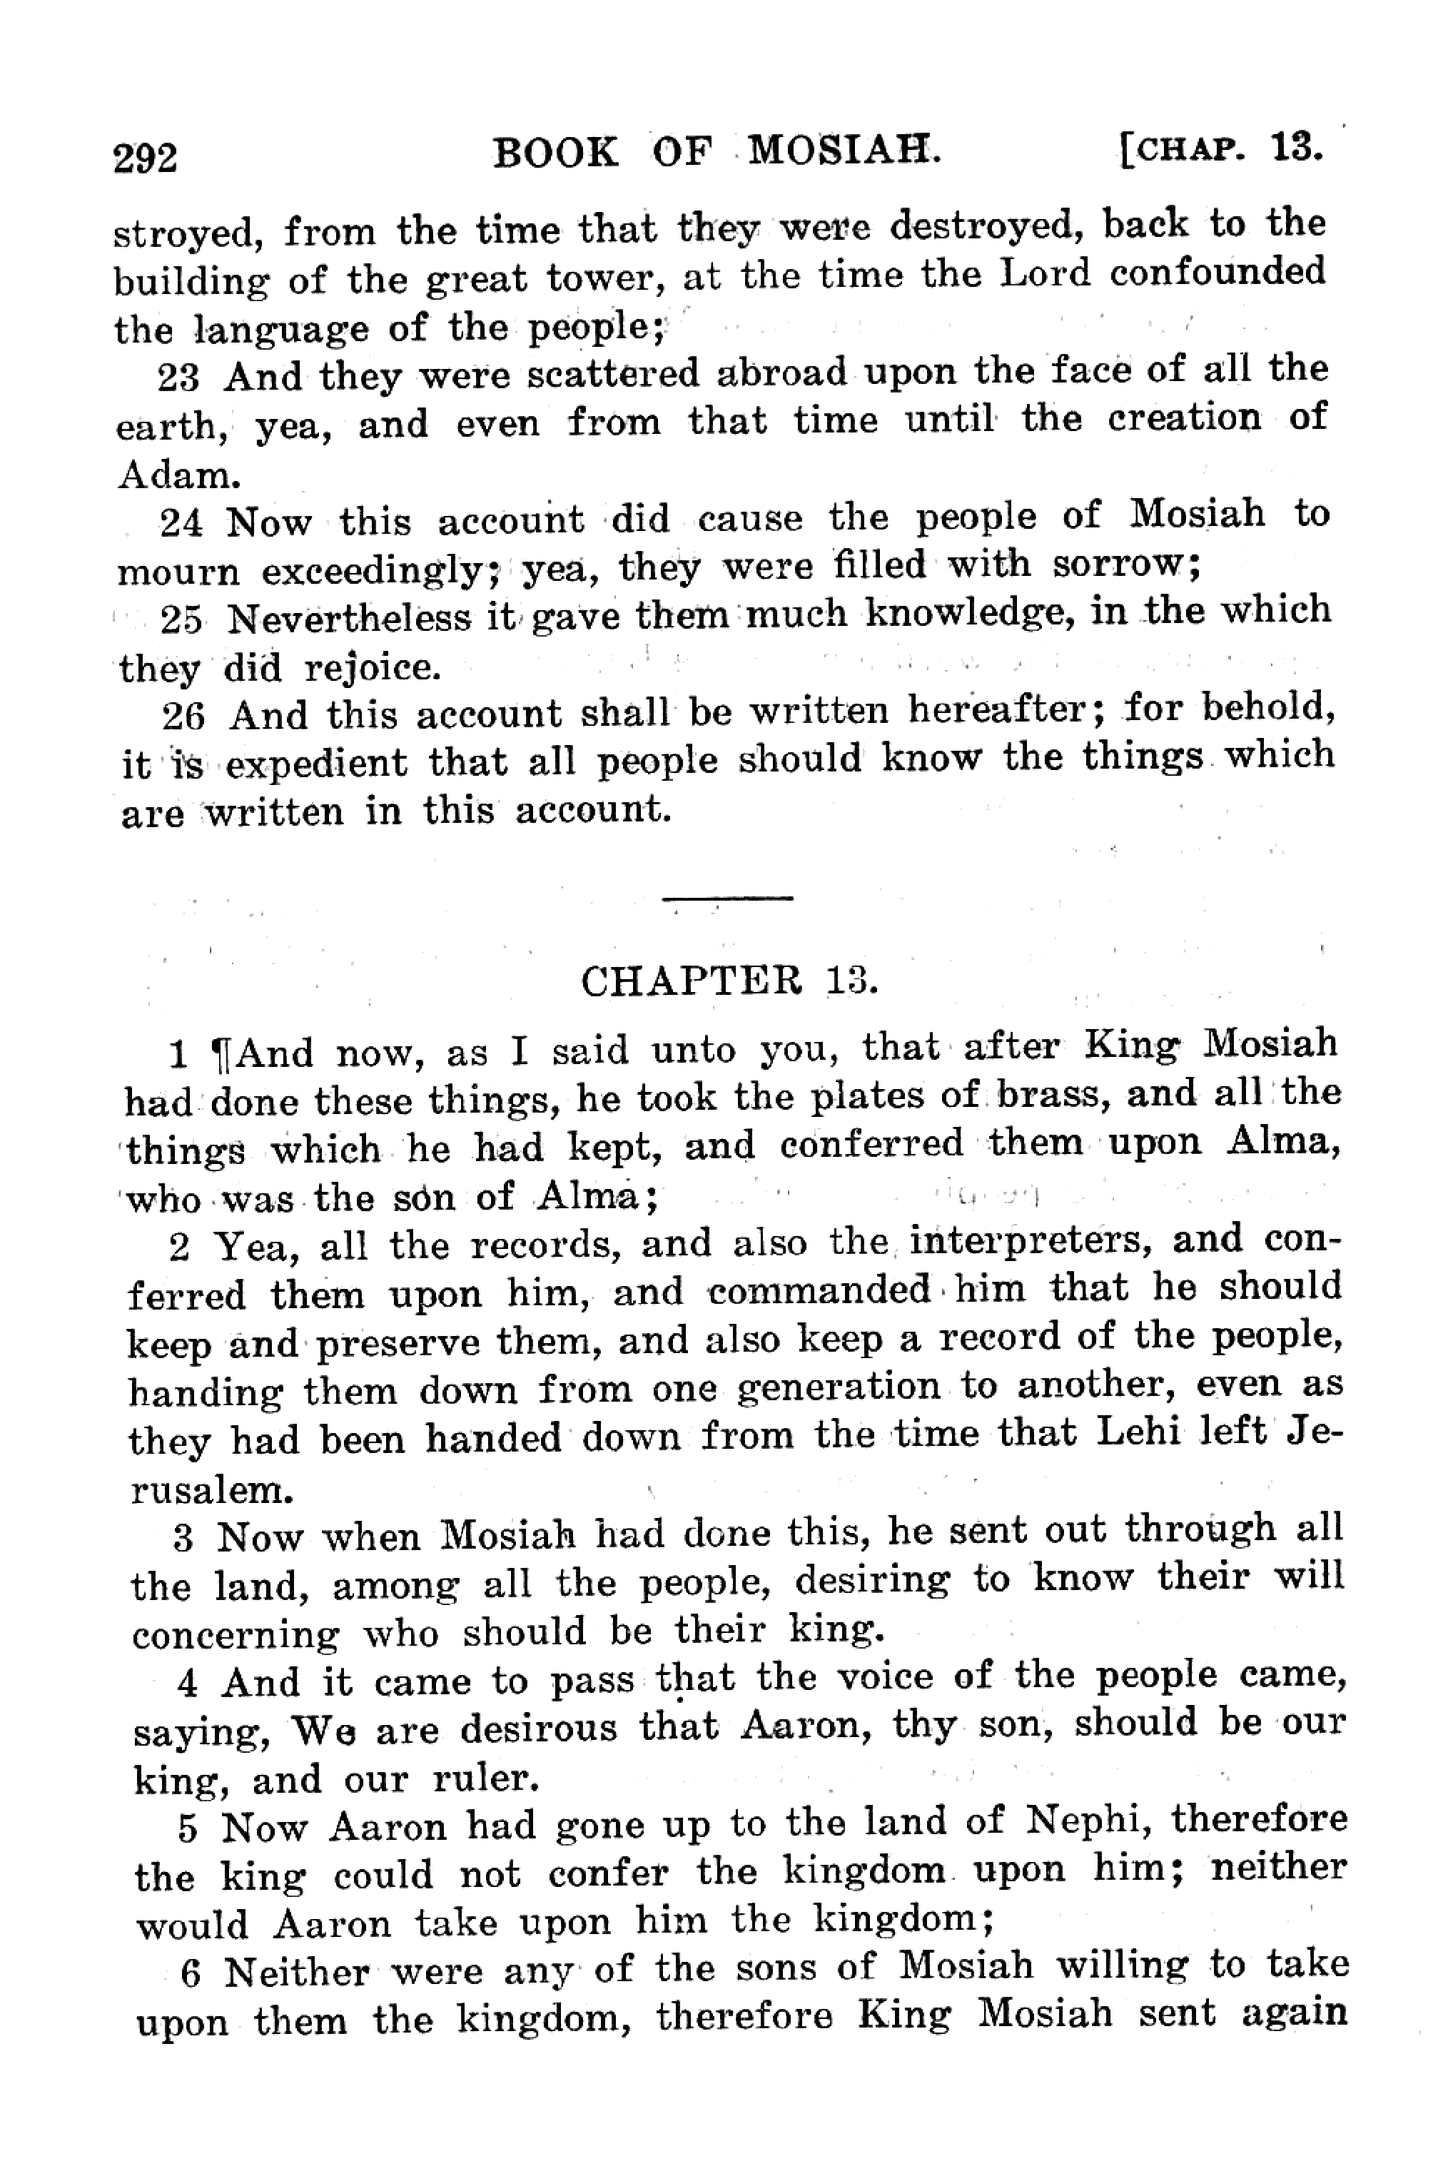 292 BOOK OF MOSIAH. [CHAP. 13.
stroyed, from the time that they were destroyed, back to the
building of the great tower, at the time the Lord confounded
the language of the people;
23 And they were scattered abroad upon the face of all the
earth, yea, and even from that time until the creation of
Adam.
24 Now this account did cause the people of Mosiah to
mourn exceedingly; yea, they were filled with sorrow;
25 Nevertheless it gave them much knowledge, in the which
they did rejoice.
26 And this account shall be written hereafter; for behold,
it is expedient that all people should know the things which
are written in this account.
CHAPTER 13.
1 ¶And now, as I said unto you, that after King Mosiah
had done these things, he took the plates of brass, and all the
things which he had kept, and conferred them upon Alma,
who was the son of Alma;
2 Yea, all the records, and also the interpreters, and con-
ferred them upon him, and commanded him that he should
keep and preserve them, and also keep a record of the people,
handing them down from one generation to another, even as
they had been handed down from the time that Lehi left Je-
rusalem.
3 Now when Mosiah had done this, he sent out through all
the land, among all the people, desiring to know their will
concerning who should be their king.
4 And it came to pass that the voice of the people came,
saying, We are desirous that Aaron, thy son, should be our
king, and our ruler.
5 Now Aaron had gone up to the land of Nephi, therefore
the king could not confer the kingdom upon him; neither
would Aaron take upon him the kingdom;
6 Neither were any of the sons of Mosiah willing to take
upon them the kingdom, therefore King Mosiah sent again